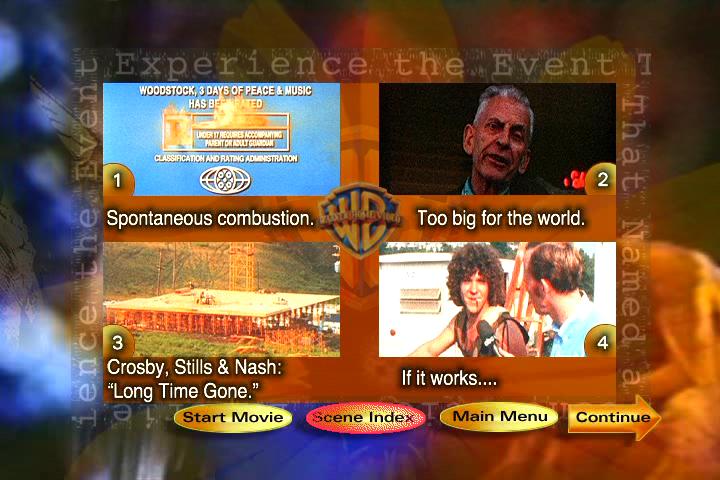 Experience the Event T
That Named a
ience the Event
WOODSTOCK, 3 DAYS OF PEACE & MUSIC
HAS BEEN RATED
UNDER 17 REQUIRES ACCOMPANYING
PARENT OR ADULT GUARDIAN
CLASSIFICATION AND RATING ADMINISTRATION
1
Spontaneous combustion.
2
Too big for the world.
WB
3
Crosby, Stills & Nash:
“Long Time Gone.”
4
If it works....
Start Movie
Scene Index
Main Menu
Continue